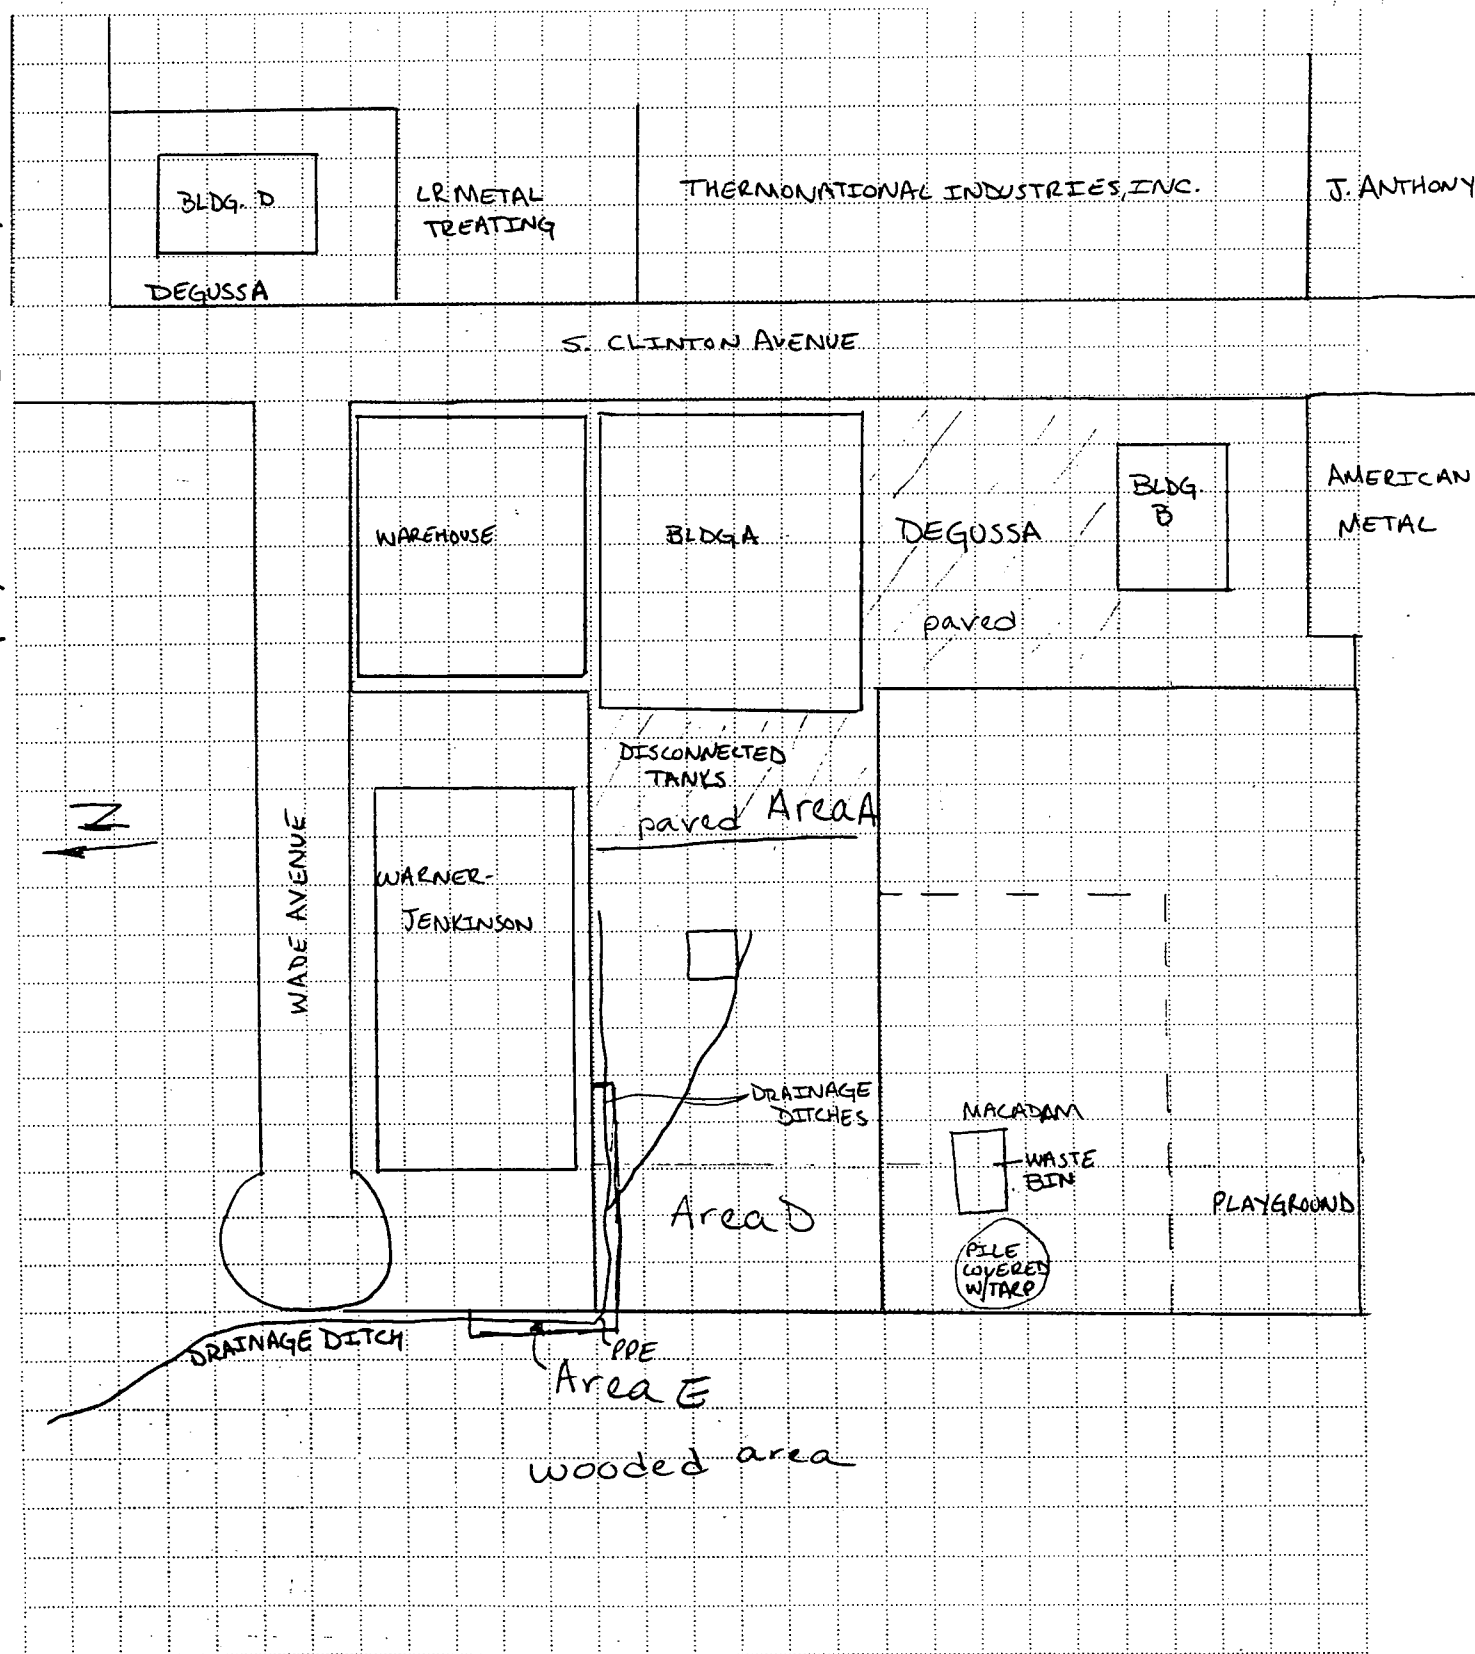 BLDG. D
DEGUSSA
LR METAL
TREATING
THERMONATIONAL INDUSTRIES, INC.
J. ANTHONY
S. CLINTON AVENUE
WAREHOUSE
BLDG A
DEGUSSA
paved
BLDG.
B
AMERICAN
METAL
DISCONNECTED
TANKS
paved Area A
N
WADE AVENUE
WARNER-
JENKINSON
DRAINAGE
DITCHES
MACADAM
WASTE
BIN
Area D
PLAYGROUND
PILE
COVERED
W/TARP
DRAINAGE DITCH
PPE
Area E
wooded area